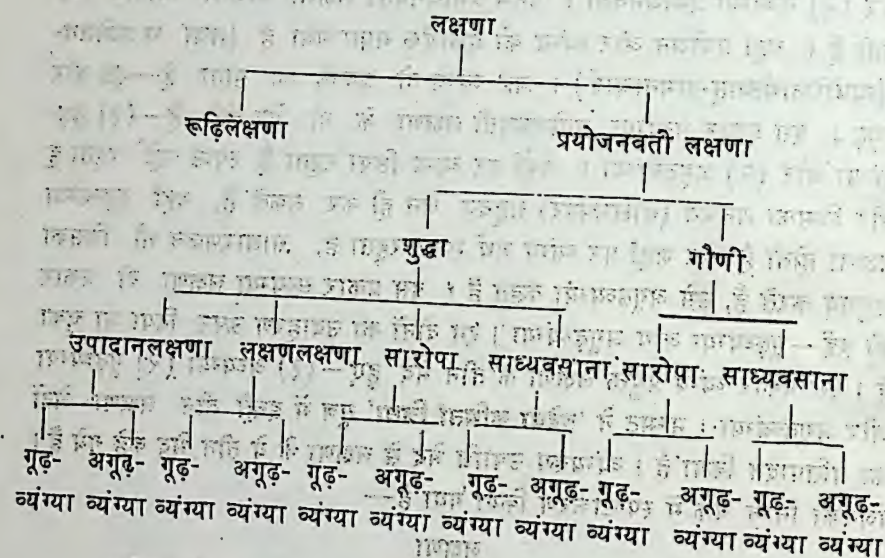 लक्षणा
रूढ़िलक्षणा प्रयोजनवती लक्षणा
शुद्धा गौणी
उपादानलक्षणा लक्षणलक्षणा सारोपा साध्यवसाना सारोपा साध्यवसाना
गूढ़- अगूढ़- गूढ़- अगूढ़- गूढ़- अगूढ़- गूढ़- अगूढ़- गूढ़- अगूढ़- गूढ़- अगूढ़-
व्यंग्या व्यंग्या व्यंग्या व्यंग्या व्यंग्या व्यंग्या व्यंग्या व्यंग्या व्यंग्या व्यंग्या व्यंग्या व्यंग्या